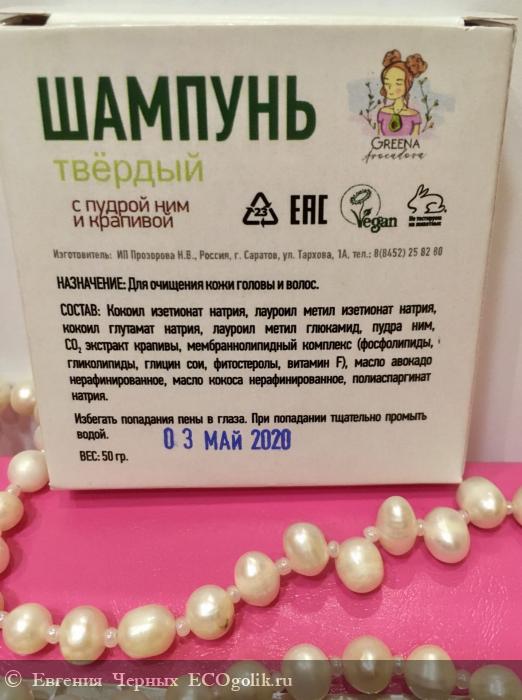 ШАМПУНЬ
твёрдый
с пудрой ним
и крапивой
GREENA
Avocadova
23
ЕАС
Vegan
Не тестируем
на животных
Изготовитель: ИП Прозорова Н.В., Россия, г. Саратов, ул. Тархова, 1А, тел.: 8(8452) 25 82 80
НАЗНАЧЕНИЕ: Для очищения кожи головы и волос.
СОСТАВ: Кокоил изетионат натрия, лауроил метил изетионат натрия,
кокоил глутамат натрия, лауроил метил глюкамид, пудра ним,
CO₂ экстракт крапивы, мембраннолипидный комплекс (фосфолипиды,
гликолипиды, глицин сои, фитостеролы, витамин F), масло авокадо
нерафинированное, масло кокоса нерафинированное, полиаспаргинат
натрия.
Избегать попадания пены в глаза. При попадании тщательно промыть
водой.
03 МАЙ 2020
ВЕС: 50 гр.
© Евгения Черных ECOgolik.ru